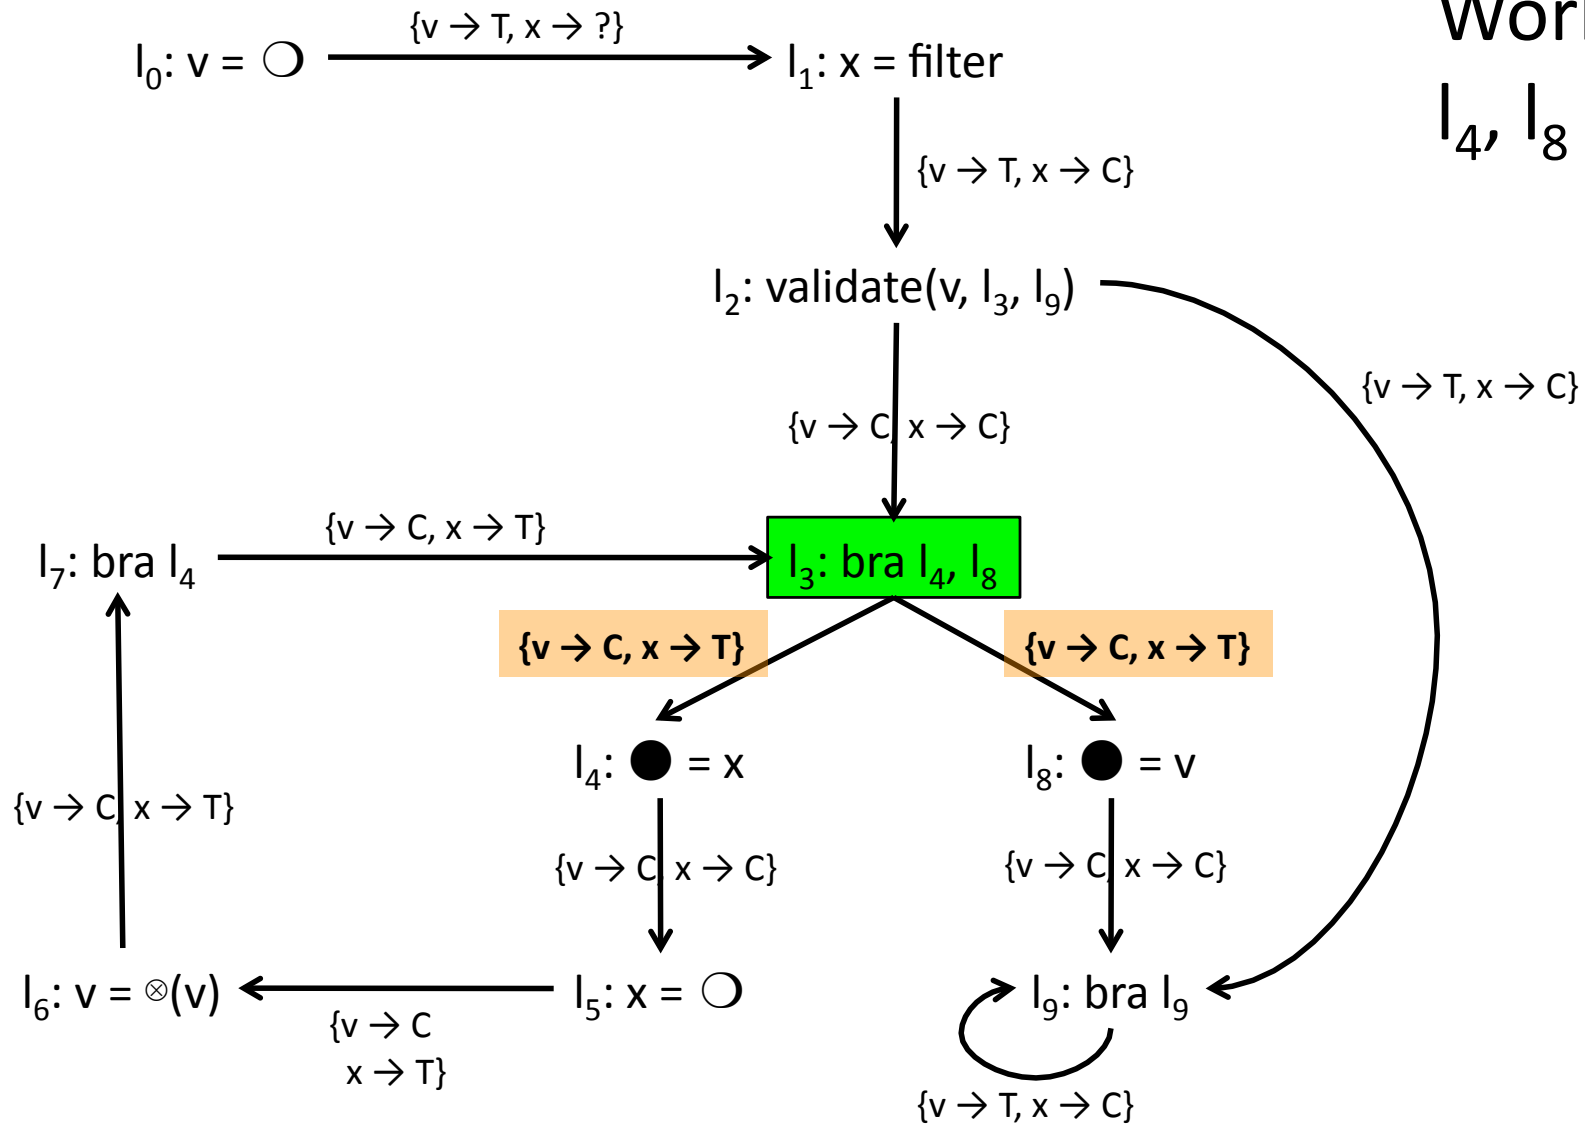 Work
l₄, l₈
{v → T, x → ?}
l₀: v = ❍
l₁: x = filter
{v → T, x → C}
l₂: validate(v, l₃, l₉)
{v → T, x → C}
{v → C, x → C}
{v → C, x → T}
l₇: bra l₄
l₃: bra l₄, l₈
{v → C, x → T}
{v → C, x → T}
l₄: ● = x
l₈: ● = v
{v → C, x → T}
{v → C, x → C}
{v → C, x → C}
l₆: v = ⊗(v)
l₅: x = ❍
l₉: bra l₉
{v → C
x → T}
{v → T, x → C}